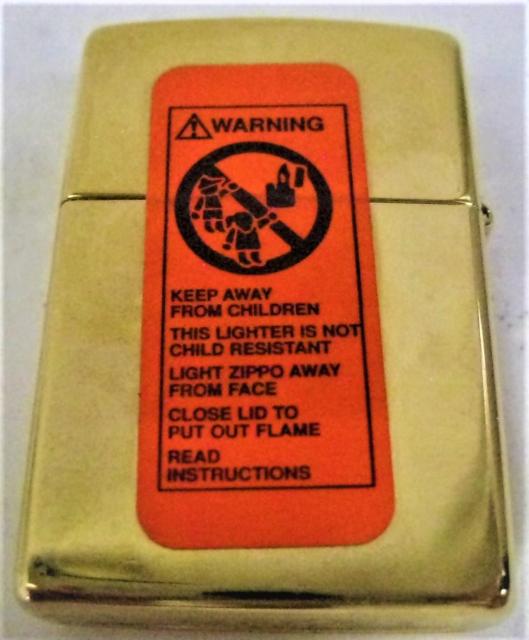 WARNING
KEEP AWAY
FROM CHILDREN
THIS LIGHTER IS NOT
CHILD RESISTANT
LIGHT ZIPPO AWAY
FROM FACE
CLOSE LID TO
PUT OUT FLAME
READ
INSTRUCTIONS